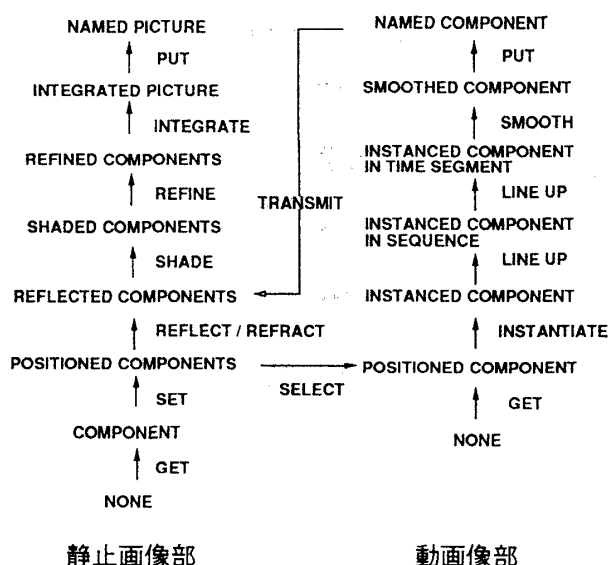 NAMED PICTURE
PUT
INTEGRATED PICTURE
INTEGRATE
REFINED COMPONENTS
REFINE
SHADED COMPONENTS
SHADE
REFLECTED COMPONENTS
REFLECT / REFRACT
POSITIONED COMPONENTS
SET
COMPONENT
GET
NONE
静止画像部
TRANSMIT
SELECT
NAMED COMPONENT
PUT
SMOOTHED COMPONENT
SMOOTH
INSTANCED COMPONENT
IN TIME SEGMENT
LINE UP
INSTANCED COMPONENT
IN SEQUENCE
LINE UP
INSTANCED COMPONENT
INSTANTIATE
POSITIONED COMPONENT
GET
NONE
動画像部